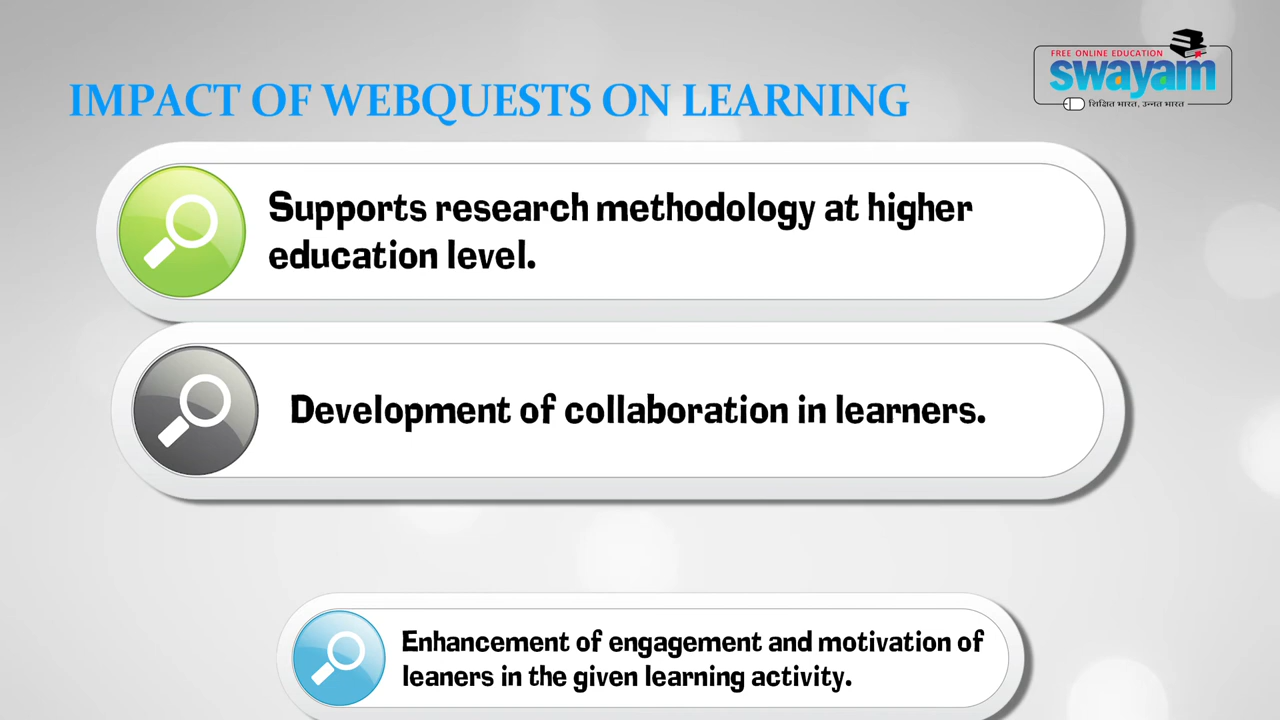 FREE ONLINE EDUCATION
swayam
शिक्षित भारत, उन्नत भारत
IMPACT OF WEBQUESTS ON LEARNING
Supports research methodology at higher
education level.
Development of collaboration in learners.
Enhancement of engagement and motivation of
leaners in the given learning activity.